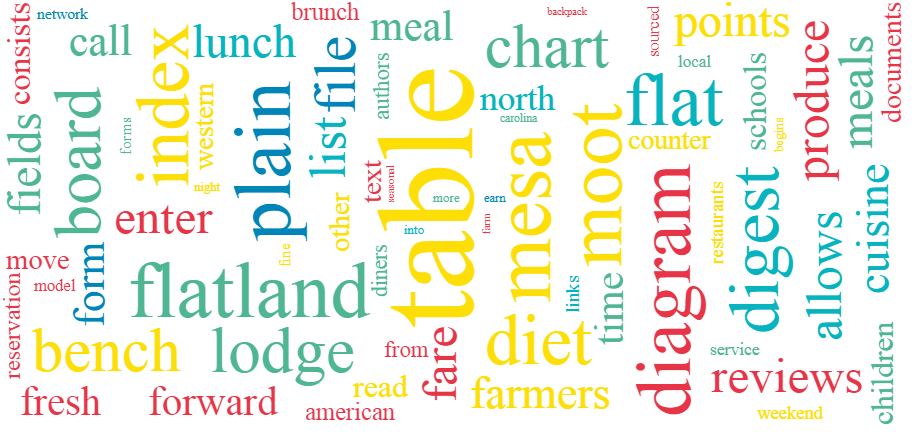 network
brunch
backpack
consists
call
index
lunch
file
meal
authors
chart
sourced
points
local
documents
fields
board
forms
western
night
plain
list
text
seasonal
table
north
carolina
mesa
moot
flat
counter
schools
begins
produce
meals
enter
other
fine
into
more
earn
farm
diagram
restaurants
digest
allows
cuisine
move
model
form
flatland
diners
links
time
reservation
bench
lodge
from
fare
diet
service
reviews
children
fresh
forward
read
american
farmers
weekend